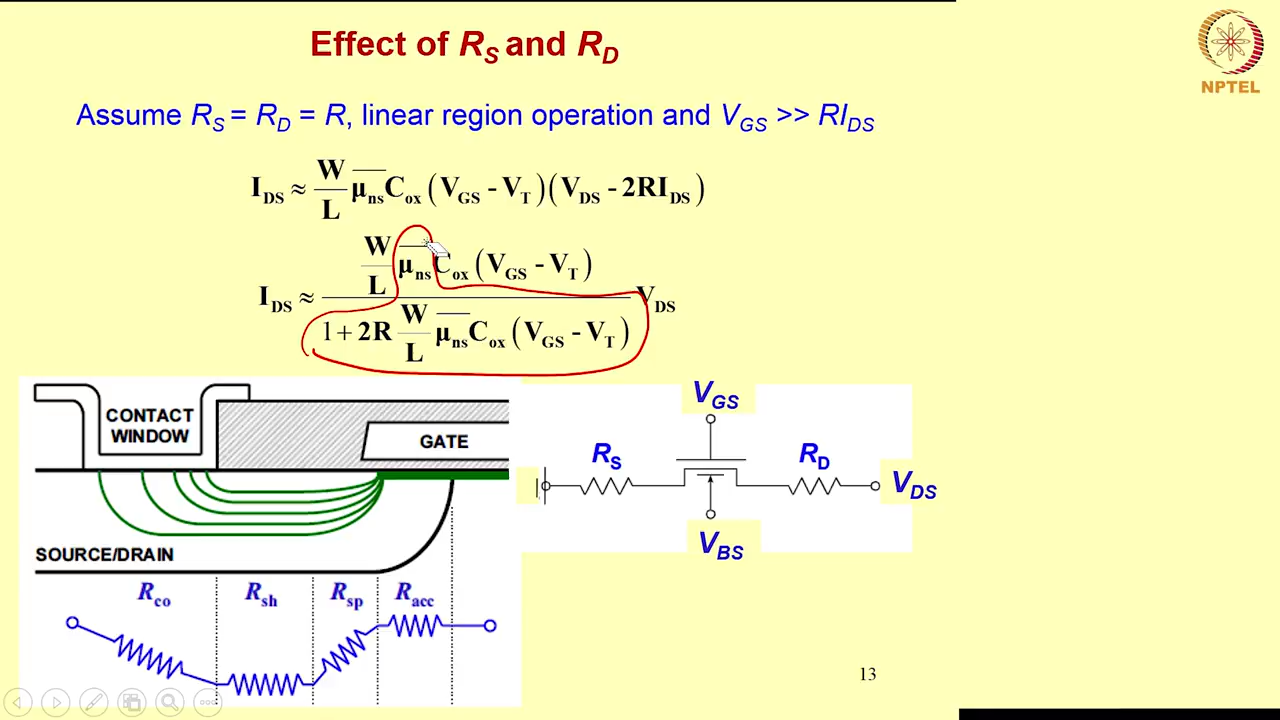 Effect of R_S and R_D
NPTEL
Assume R_S = R_D = R, linear region operation and V_GS >> RI_DS
I_DS ≈ W/L μ̅_ns C_ox (V_GS - V_T)(V_DS - 2RI_DS)
I_DS ≈ [W/L μ̅_ns C_ox (V_GS - V_T)] / [1 + 2R W/L μ̅_ns C_ox (V_GS - V_T)] V_DS
CONTACT
WINDOW
GATE
SOURCE/DRAIN
R_co R_sh R_sp R_acc
V_GS
R_S R_D
V_DS
V_BS
13